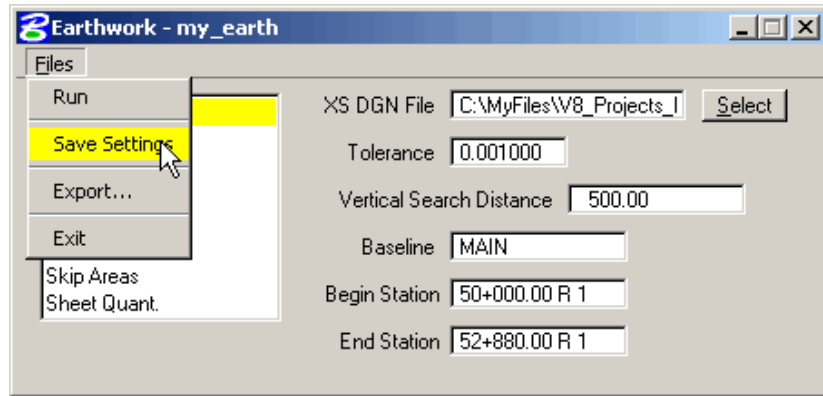 Earthwork - my_earth
Files
Run
Save Settings
Export...
Exit
Skip Areas
Sheet Quant.
XS DGN File C:\MyFiles\V8_Projects_I Select
Tolerance 0.001000
Vertical Search Distance 500.00
Baseline MAIN
Begin Station 50+000.00 R 1
End Station 52+880.00 R 1